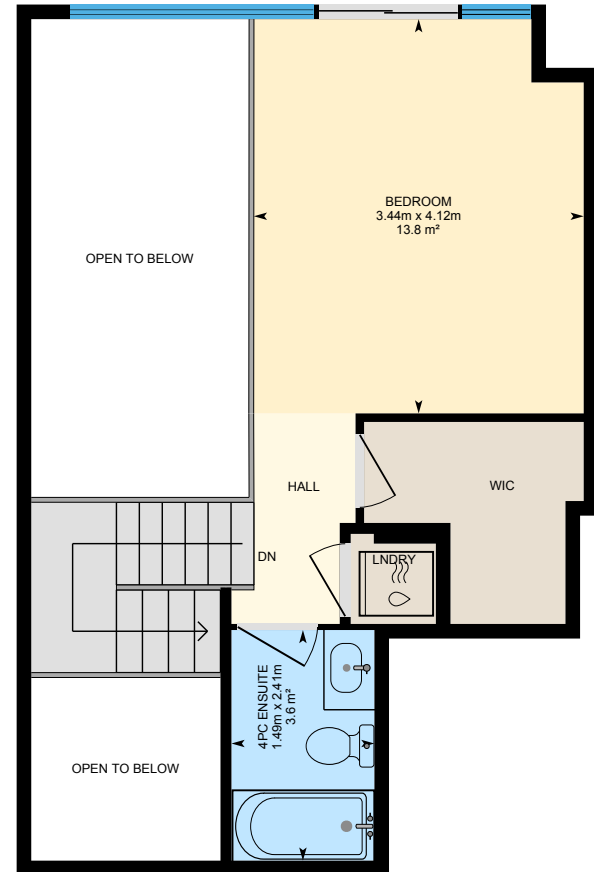 BEDROOM
3.44m x 4.12m
13.8 m²
OPEN TO BELOW
HALL
WIC
DN
LNDRY
4PC ENSUITE
1.49m x 2.41m
3.6 m²
OPEN TO BELOW